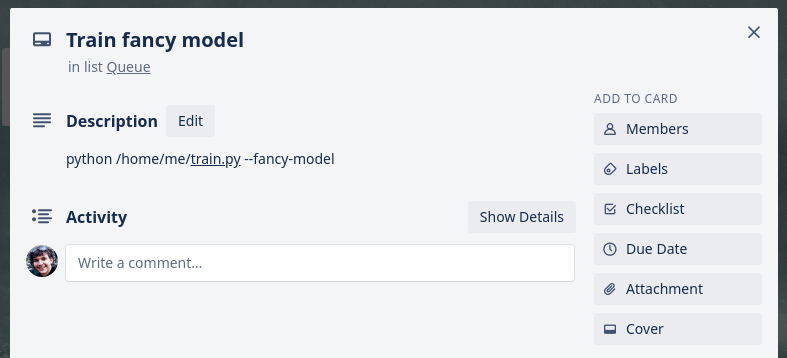 Train fancy model
in list Queue
Description Edit
python /home/me/train.py --fancy-model
Activity Show Details
Write a comment...
ADD TO CARD
Members
Labels
Checklist
Due Date
Attachment
Cover